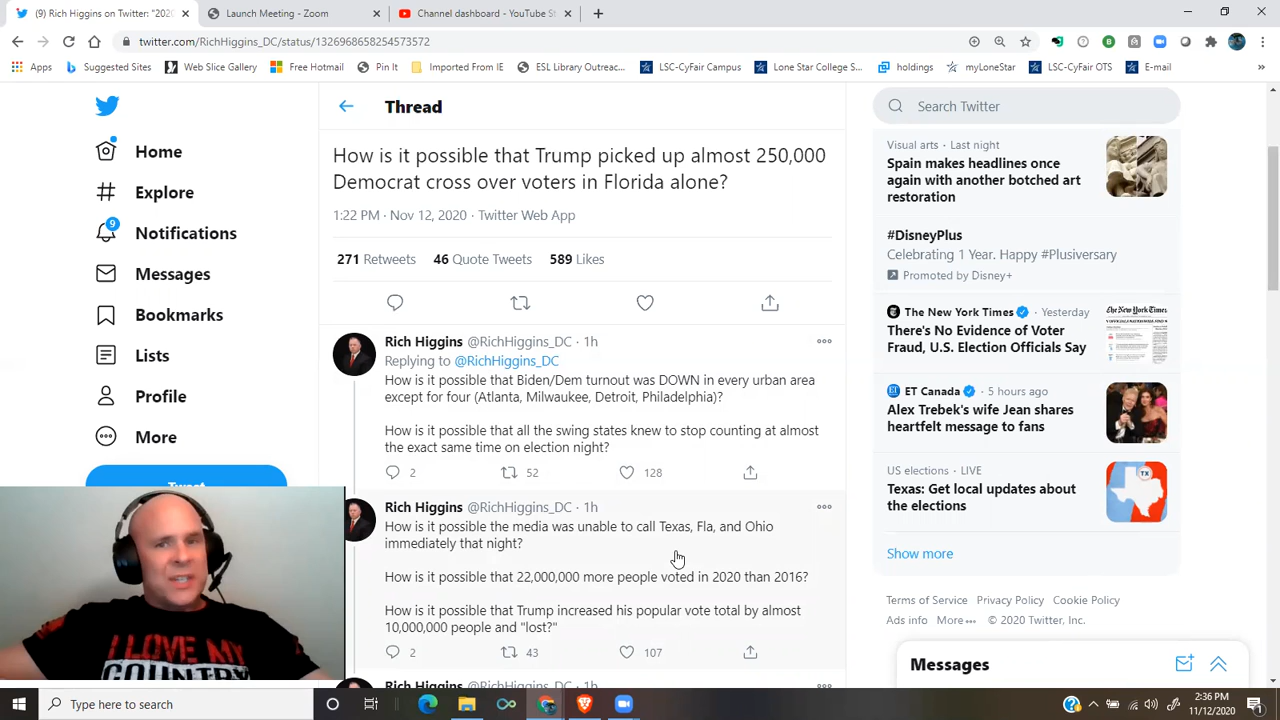 (9) Rich Higgins on Twitter: "2020
Launch Meeting - Zoom
Channel dashboard - YouTube St
twitter.com/RichHiggins_DC/status/1326968658254573572
Apps
Suggested Sites
Web Slice Gallery
Free Hotmail
Pin It
Imported From IE
ESL Library Outreac...
LSC-CyFair Campus
Lone Star College S...
holdings
myLoneStar
LSC-CyFair OTS
E-mail
Home
Explore
9
Notifications
Messages
Bookmarks
Lists
Profile
More
Tweet
Thread
How is it possible that Trump picked up almost 250,000
Democrat cross over voters in Florida alone?
1:22 PM · Nov 12, 2020 · Twitter Web App
271 Retweets 46 Quote Tweets 589 Likes
Rich Higgins @RichHiggins_DC · 1h
Replying to @RichHiggins_DC
How is it possible that Biden/Dem turnout was DOWN in every urban area
except for four (Atlanta, Milwaukee, Detroit, Philadelphia)?
How is it possible that all the swing states knew to stop counting at almost
the exact same time on election night?
2 52 128
Rich Higgins @RichHiggins_DC · 1h
How is it possible the media was unable to call Texas, Fla, and Ohio
immediately that night?
How is it possible that 22,000,000 more people voted in 2020 than 2016?
How is it possible that Trump increased his popular vote total by almost
10,000,000 people and "lost?"
2 43 107
Rich Higgins @RichHiggins_DC · 1h
Search Twitter
Visual arts · Last night
Spain makes headlines once
again with another botched art
restoration
#DisneyPlus
Celebrating 1 Year. Happy #Plusiversary
Promoted by Disney+
The New York Times · Yesterday
There's No Evidence of Voter
Fraud, U.S. Election Officials Say
The New York Times
ET Canada · 5 hours ago
Alex Trebek's wife Jean shares
heartfelt message to fans
US elections · LIVE
Texas: Get local updates about
the elections
TX
Show more
Terms of Service Privacy Policy Cookie Policy
Ads info More © 2020 Twitter, Inc.
Messages
I LOVE MY
COUNTRY
Type here to search
2:36 PM
11/12/2020